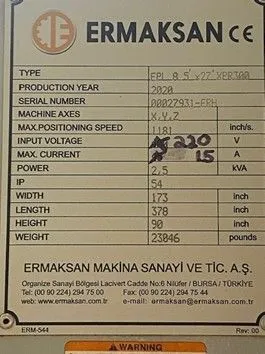 ERMAKSAN CE
TYPE EPL 8.5'x22' XPR300
PRODUCTION YEAR 2020
SERIAL NUMBER 00027931-ERH
MACHINE AXES X,Y,Z
MAX.POSITIONING SPEED 1181 inch/s.
INPUT VOLTAGE 220 V
MAX. CURRENT 15 A
POWER 2,5 kVA
IP 54
WIDTH 173 inch
LENGTH 378 inch
HEIGHT 90 inch
WEIGHT 23046 pounds
ERMAKSAN MAKİNA SANAYİ VE TİC. A.Ş.
Organize Sanayi Bölgesi Lacivert Cadde No:6 Nilüfer / BURSA / TÜRKİYE
Tel: 00 (90 224) 294 75 00 Fax: 00 (90 224) 294 75 44
web: www.ermaksan.com.tr e-mail: ermaksan@ermaksan.com.tr
ERM-544 Rev: 00
WARNING